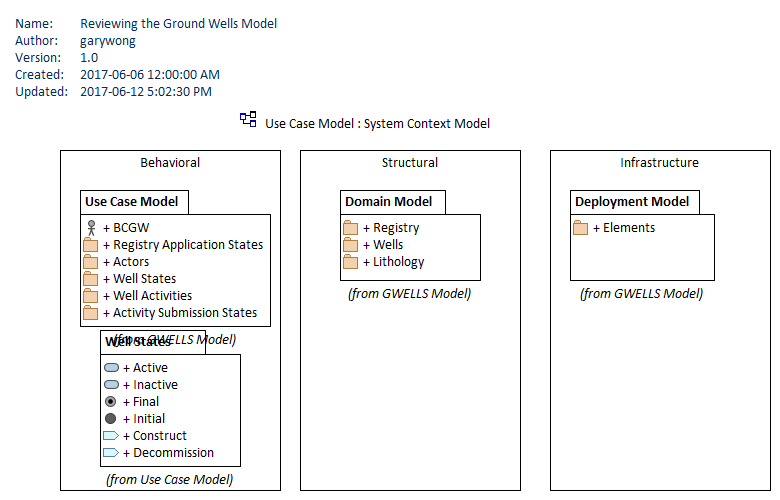 Name: Reviewing the Ground Wells Model
Author: garywong
Version: 1.0
Created: 2017-06-06 12:00:00 AM
Updated: 2017-06-12 5:02:30 PM
Use Case Model : System Context Model
Behavioral
Use Case Model
+ BCGW
+ Registry Application States
+ Actors
+ Well States
+ Well Activities
+ Activity Submission States
(from GWELLS Model)
Well States
+ Active
+ Inactive
+ Final
+ Initial
+ Construct
+ Decommission
(from Use Case Model)
Structural
Domain Model
+ Registry
+ Wells
+ Lithology
(from GWELLS Model)
Infrastructure
Deployment Model
+ Elements
(from GWELLS Model)